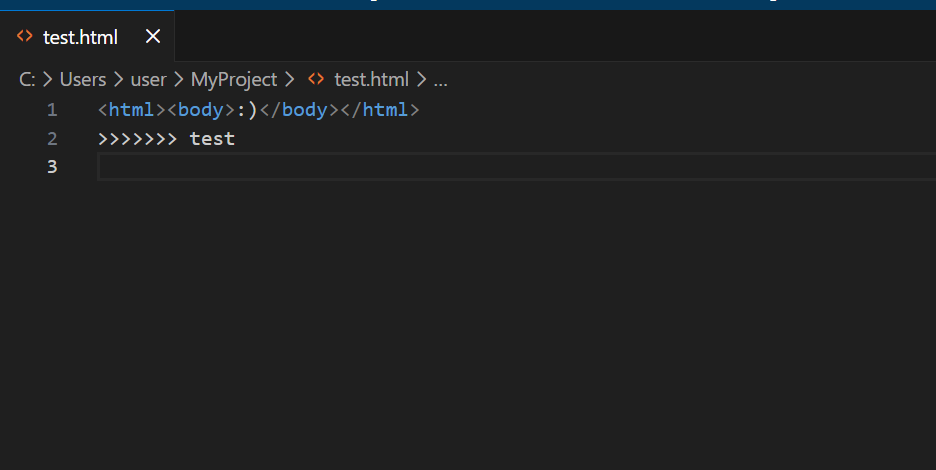 test.html
C: > Users > user > MyProject > test.html > ...
1 <html><body>:)</body></html>
2 >>>>>>> test
3